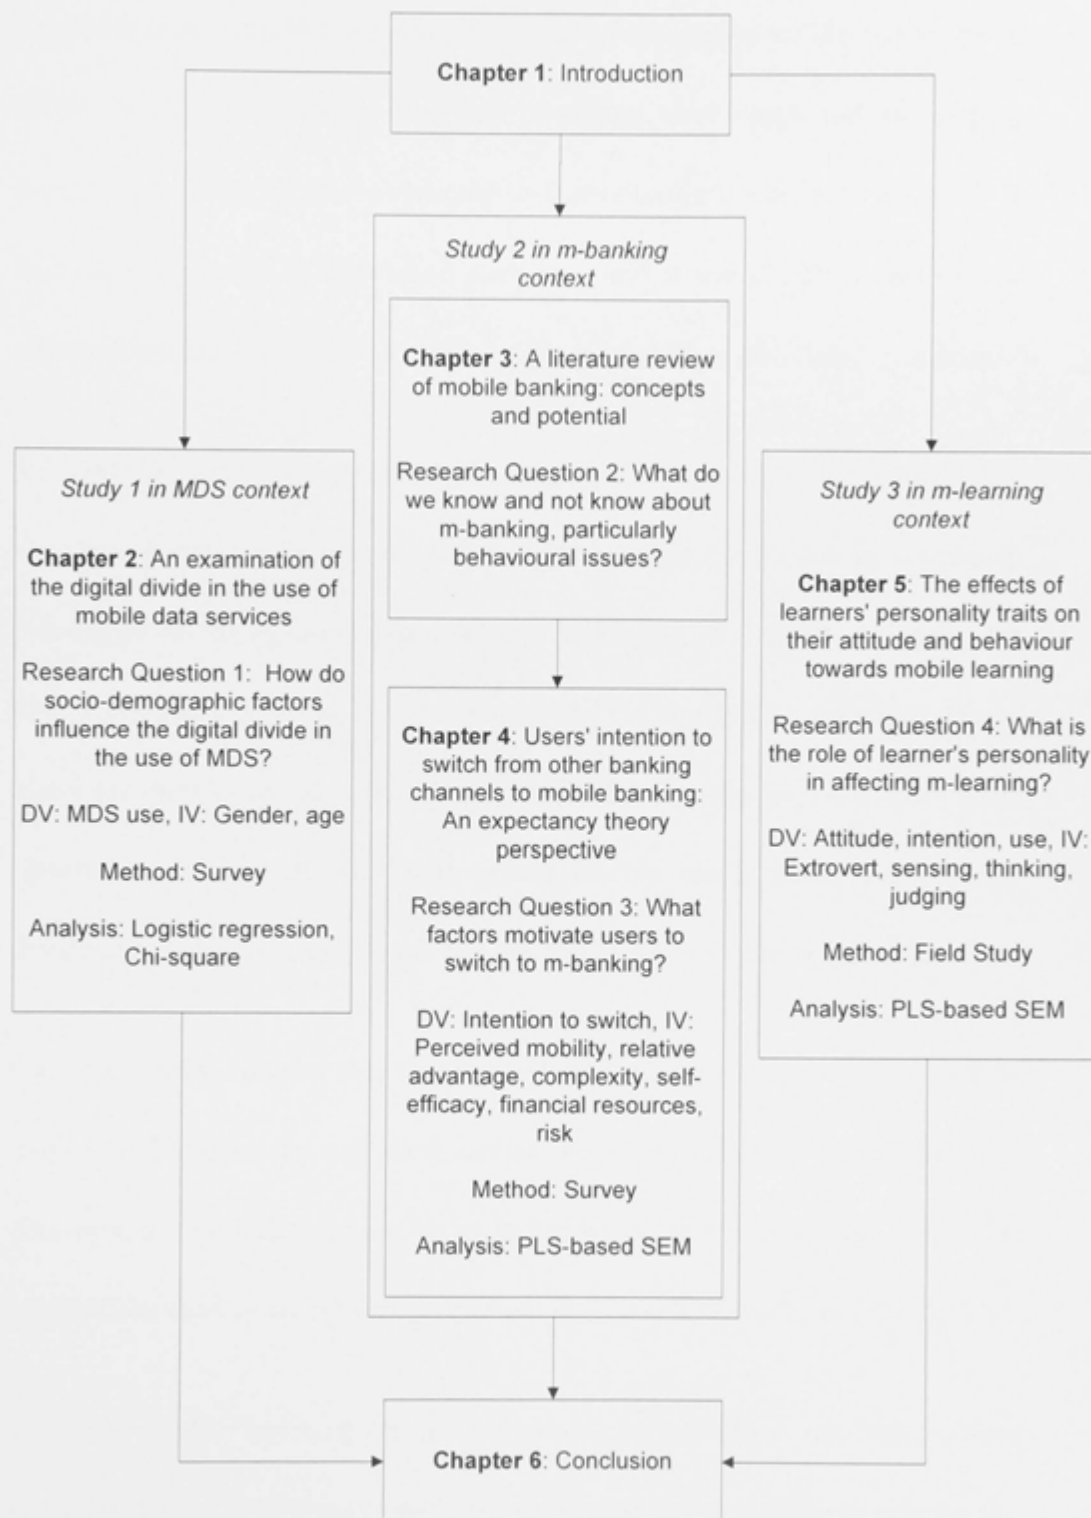 Chapter 1: Introduction
Study 2 in m-banking
context
Chapter 3: A literature review
of mobile banking: concepts
and potential
Research Question 2: What do
we know and not know about
m-banking, particularly
behavioural issues?
Study 1 in MDS context
Chapter 2: An examination of
the digital divide in the use of
mobile data services
Research Question 1:  How do
socio-demographic factors
influence the digital divide in
the use of MDS?
DV: MDS use, IV: Gender, age
Method: Survey
Analysis: Logistic regression,
Chi-square
Chapter 4: Users' intention to
switch from other banking
channels to mobile banking:
An expectancy theory
perspective
Research Question 3: What
factors motivate users to
switch to m-banking?
DV: Intention to switch, IV:
Perceived mobility, relative
advantage, complexity, self-
efficacy, financial resources,
risk
Method: Survey
Analysis: PLS-based SEM
Study 3 in m-learning
context
Chapter 5: The effects of
learners' personality traits on
their attitude and behaviour
towards mobile learning
Research Question 4: What is
the role of learner's personality
in affecting m-learning?
DV: Attitude, intention, use, IV:
Extrovert, sensing, thinking,
judging
Method: Field Study
Analysis: PLS-based SEM
Chapter 6: Conclusion